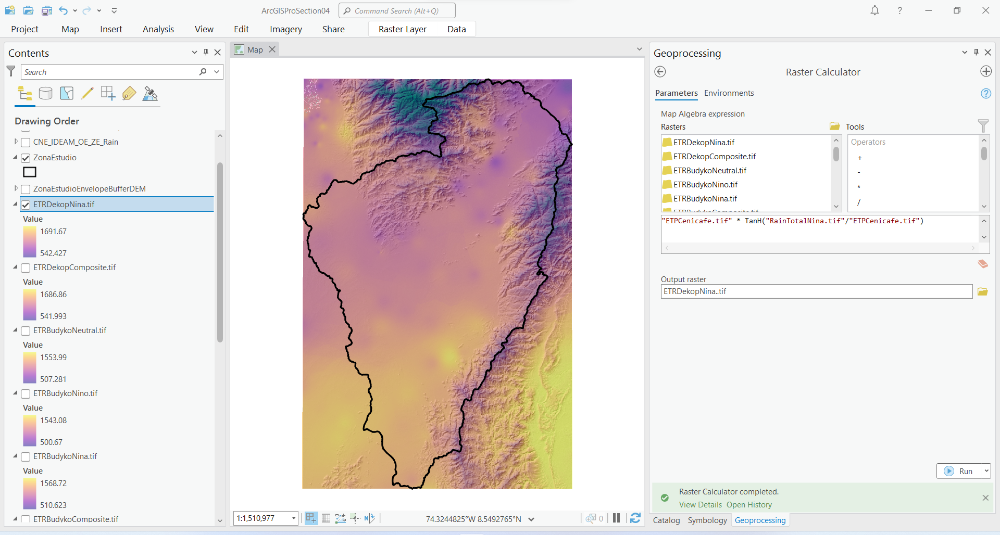 ArcGISProSection04
Command Search (Alt+Q)
?
Project
Map
Insert
Analysis
View
Edit
Imagery
Share
Raster Layer
Data
Contents
Search
Drawing Order
CNE_IDEAM_OE_ZE_Rain
ZonaEstudio
ZonaEstudioEnvelopeBufferDEM
ETRDekopNina.tif
Value
1691.67
542.427
ETRDekopComposite.tif
Value
1686.86
541.993
ETRBudykoNeutral.tif
Value
1553.99
507.281
ETRBudykoNino.tif
Value
1543.08
500.67
ETRBudykoNina.tif
Value
1568.72
510.623
ETRBudykoComposite.tif
Map
1:1,510,977
74.3244825°W 8.5492765°N
0
Geoprocessing
Raster Calculator
Parameters
Environments
?
Map Algebra expression
Rasters
Tools
ETRDekopNina.tif
ETRDekopComposite.tif
ETRBudykoNeutral.tif
ETRBudykoNino.tif
ETRBudykoNina.tif
ETRBudykoComposite.tif
Operators
+
-
*
/
"ETPCenicafe.tif" * TanH("RainTotalNina.tif"/"ETPCenicafe.tif")
Output raster
ETRDekopNina..tif
Run
Raster Calculator completed.
View Details Open History
Catalog
Symbology
Geoprocessing